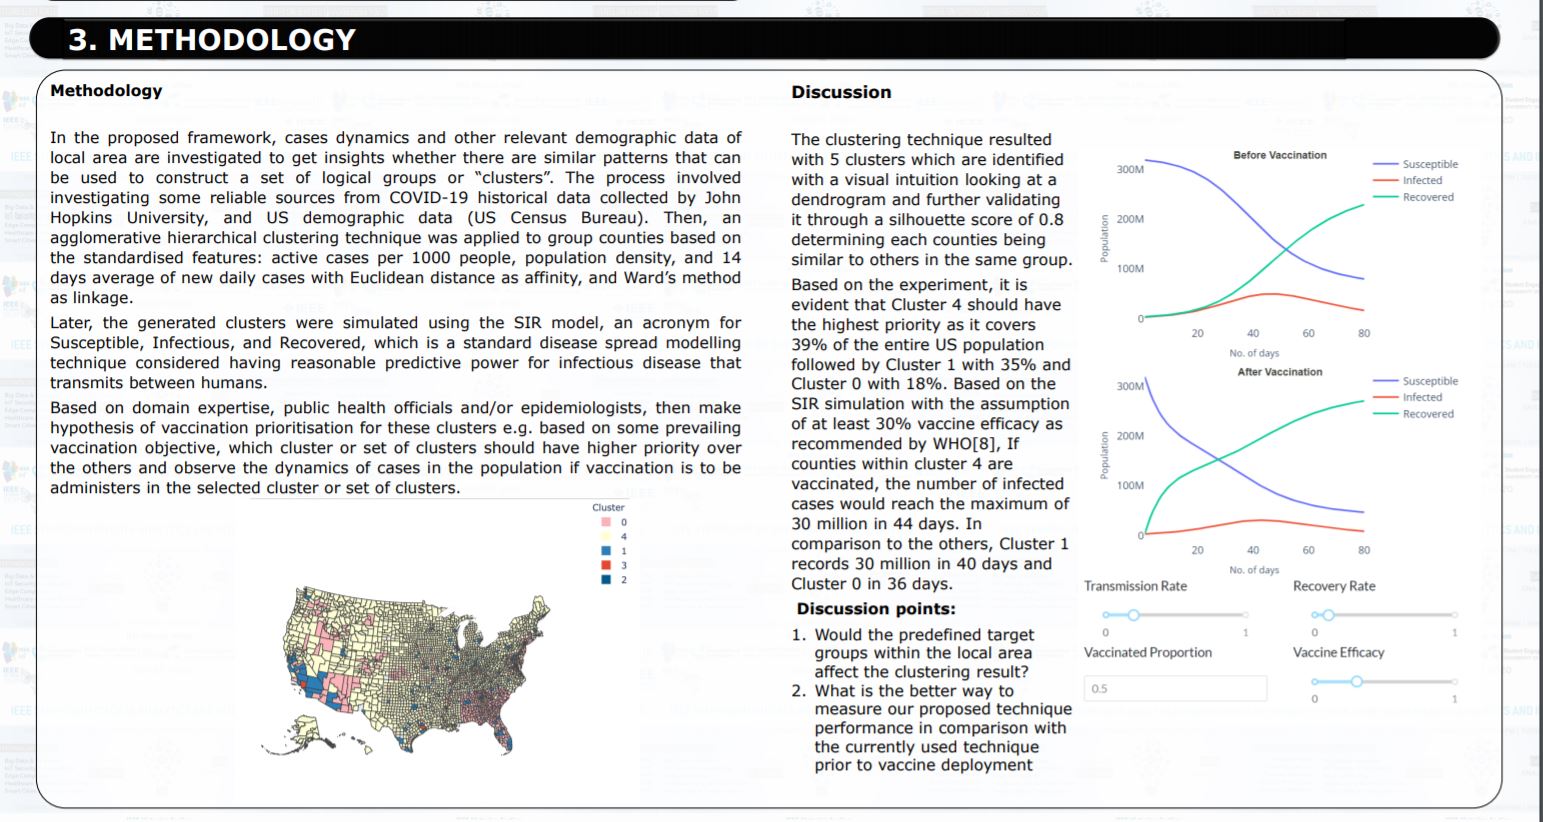 3. METHODOLOGY
Methodology
In the proposed framework, cases dynamics and other relevant demographic data of
local area are investigated to get insights whether there are similar patterns that can
be used to construct a set of logical groups or “clusters”. The process involved
investigating some reliable sources from COVID-19 historical data collected by John
Hopkins University, and US demographic data (US Census Bureau). Then, an
agglomerative hierarchical clustering technique was applied to group counties based on
the standardised features: active cases per 1000 people, population density, and 14
days average of new daily cases with Euclidean distance as affinity, and Ward’s method
as linkage.
Later, the generated clusters were simulated using the SIR model, an acronym for
Susceptible, Infectious, and Recovered, which is a standard disease spread modelling
technique considered having reasonable predictive power for infectious disease that
transmits between humans.
Based on domain expertise, public health officials and/or epidemiologists, then make
hypothesis of vaccination prioritisation for these clusters e.g. based on some prevailing
vaccination objective, which cluster or set of clusters should have higher priority over
the others and observe the dynamics of cases in the population if vaccination is to be
administers in the selected cluster or set of clusters.
Cluster
0
4
1
3
2
Discussion
The clustering technique resulted
with 5 clusters which are identified
with a visual intuition looking at a
dendrogram and further validating
it through a silhouette score of 0.8
determining each counties being
similar to others in the same group.
Based on the experiment, it is
evident that Cluster 4 should have
the highest priority as it covers
39% of the entire US population
followed by Cluster 1 with 35% and
Cluster 0 with 18%. Based on the
SIR simulation with the assumption
of at least 30% vaccine efficacy as
recommended by WHO[8], If
counties within cluster 4 are
vaccinated, the number of infected
cases would reach the maximum of
30 million in 44 days. In
comparison to the others, Cluster 1
records 30 million in 40 days and
Cluster 0 in 36 days.
Discussion points:
1. Would the predefined target
groups within the local area
affect the clustering result?
2. What is the better way to
measure our proposed technique
performance in comparison with
the currently used technique
prior to vaccine deployment
Before Vaccination
Susceptible
Infected
Recovered
Population
300M
200M
100M
0
20 40 60 80
No. of days
After Vaccination
Susceptible
Infected
Recovered
Population
300M
200M
100M
0
20 40 60 80
No. of days
Transmission Rate
0 1
Recovery Rate
0 1
Vaccinated Proportion
0.5
Vaccine Efficacy
0 1